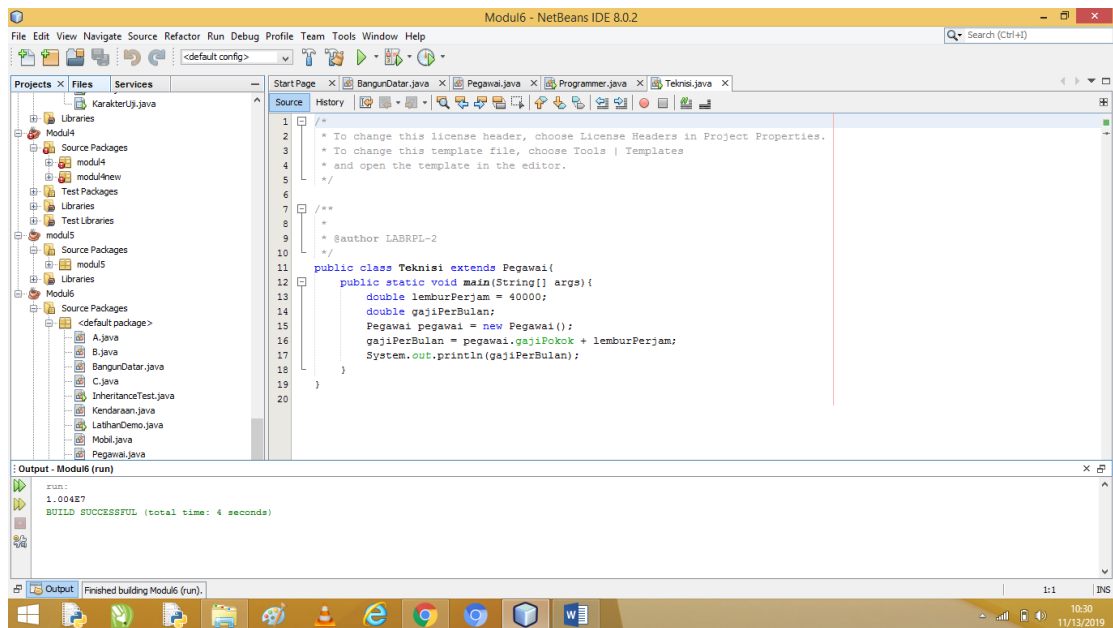 Modul6 - NetBeans IDE 8.0.2
File Edit View Navigate Source Refactor Run Debug Profile Team Tools Window Help
Search (Ctrl+I)
<default config>
Projects Files Services
Start Page BangunDatar.java Pegawai.java Programmer.java Teknisi.java
Source History
KarakterUji.java
Libraries
Modul4
Source Packages
modul4
modul4new
Test Packages
Libraries
Test Libraries
modul5
Source Packages
modul5
Libraries
Modul6
Source Packages
<default package>
A.java
B.java
BangunDatar.java
C.java
InheritanceTest.java
Kendaraan.java
LatihanDemo.java
Mobil.java
Pegawai.java
1 /*
2 * To change this license header, choose License Headers in Project Properties.
3 * To change this template file, choose Tools | Templates
4 * and open the template in the editor.
5 */
6
7 /**
8 *
9 * @author LABRPL-2
10 */
11 public class Teknisi extends Pegawai{
12 public static void main(String[] args){
13 double lemburPerjam = 40000;
14 double gajiPerBulan;
15 Pegawai pegawai = new Pegawai();
16 gajiPerBulan = pegawai.gajiPokok + lemburPerjam;
17 System.out.println(gajiPerBulan);
18 }
19 }
20
Output - Modul6 (run)
run:
1.004E7
BUILD SUCCESSFUL (total time: 4 seconds)
Output Finished building Modul6 (run).
1:1 INS
10:30
11/13/2019